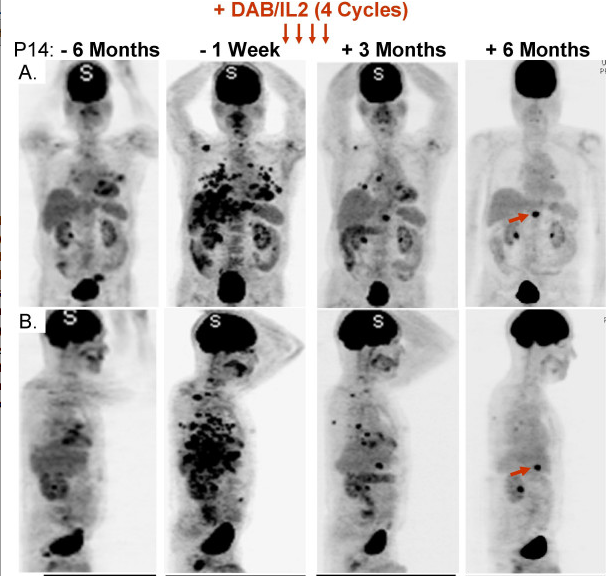 + DAB/IL2 (4 Cycles)
P14: - 6 Months - 1 Week + 3 Months + 6 Months
A. S S S
B. S S S